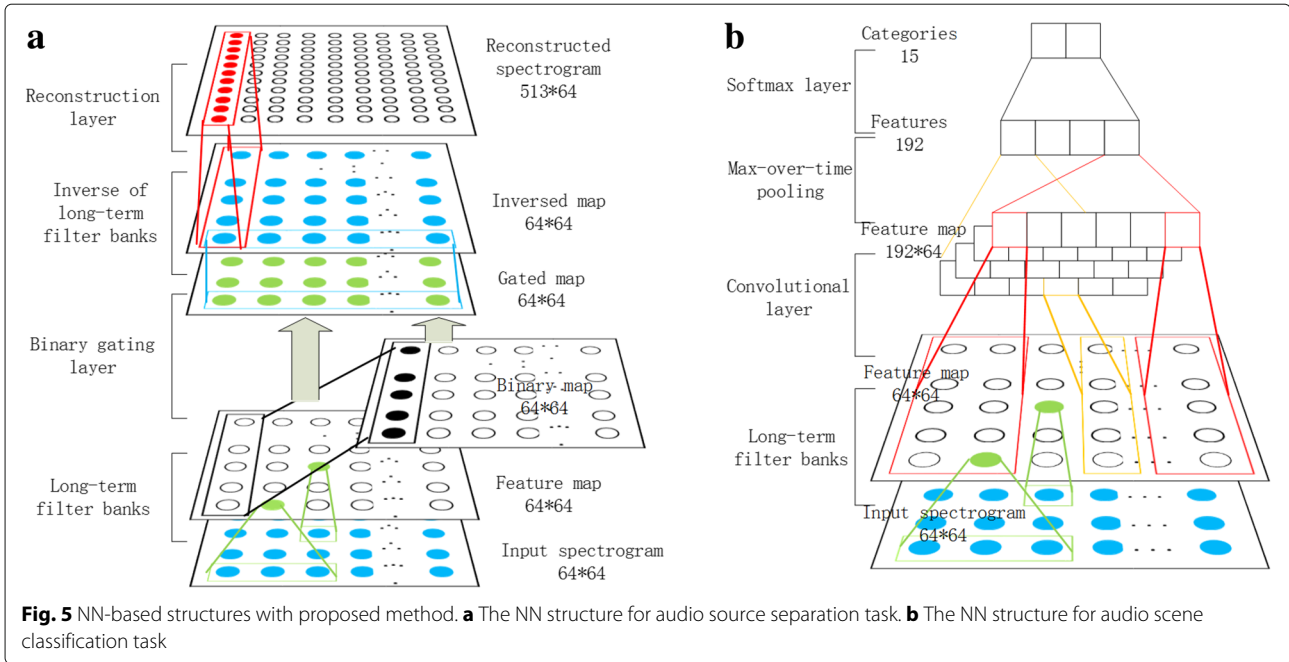 a
Reconstructed
spectrogram
513*64
Reconstruction
layer
Inverse of
long-term
filter banks
Inversed map
64*64
Gated map
64*64
Binary gating
layer
Binary map
64*64
Long-term
filter banks
Feature map
64*64
Input spectrogram
64*64
b
Categories
15
Softmax layer
Features
192
Max-over-time
pooling
Feature map
192*64
Convolutional
layer
Feature map
64*64
Long-term
filter banks
Input spectrogram
64*64
Fig. 5 NN-based structures with proposed method. a The NN structure for audio source separation task. b The NN structure for audio scene
classification task